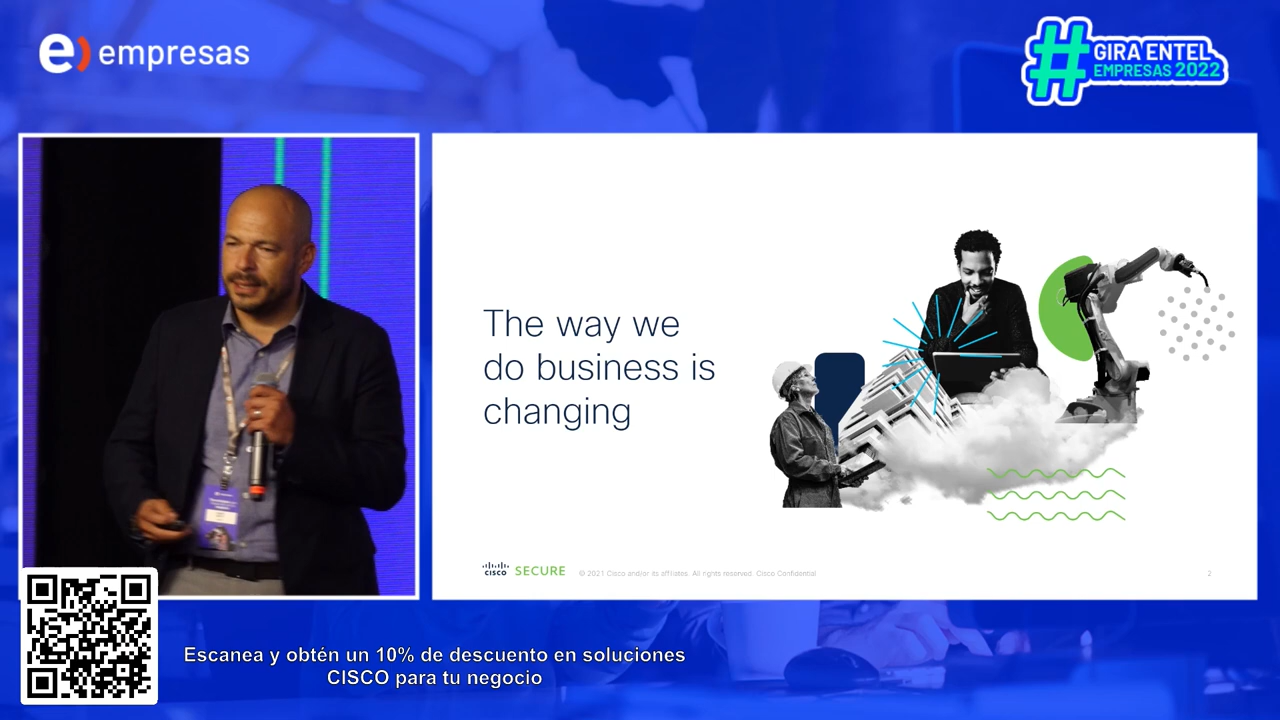 e) empresas
# GIRA ENTEL
EMPRESAS 2022
The way we
do business is
changing
CISCO SECURE
© 2021 Cisco and/or its affiliates. All rights reserved. Cisco Confidential
2
Escanea y obtén un 10% de descuento en soluciones
CISCO para tu negocio